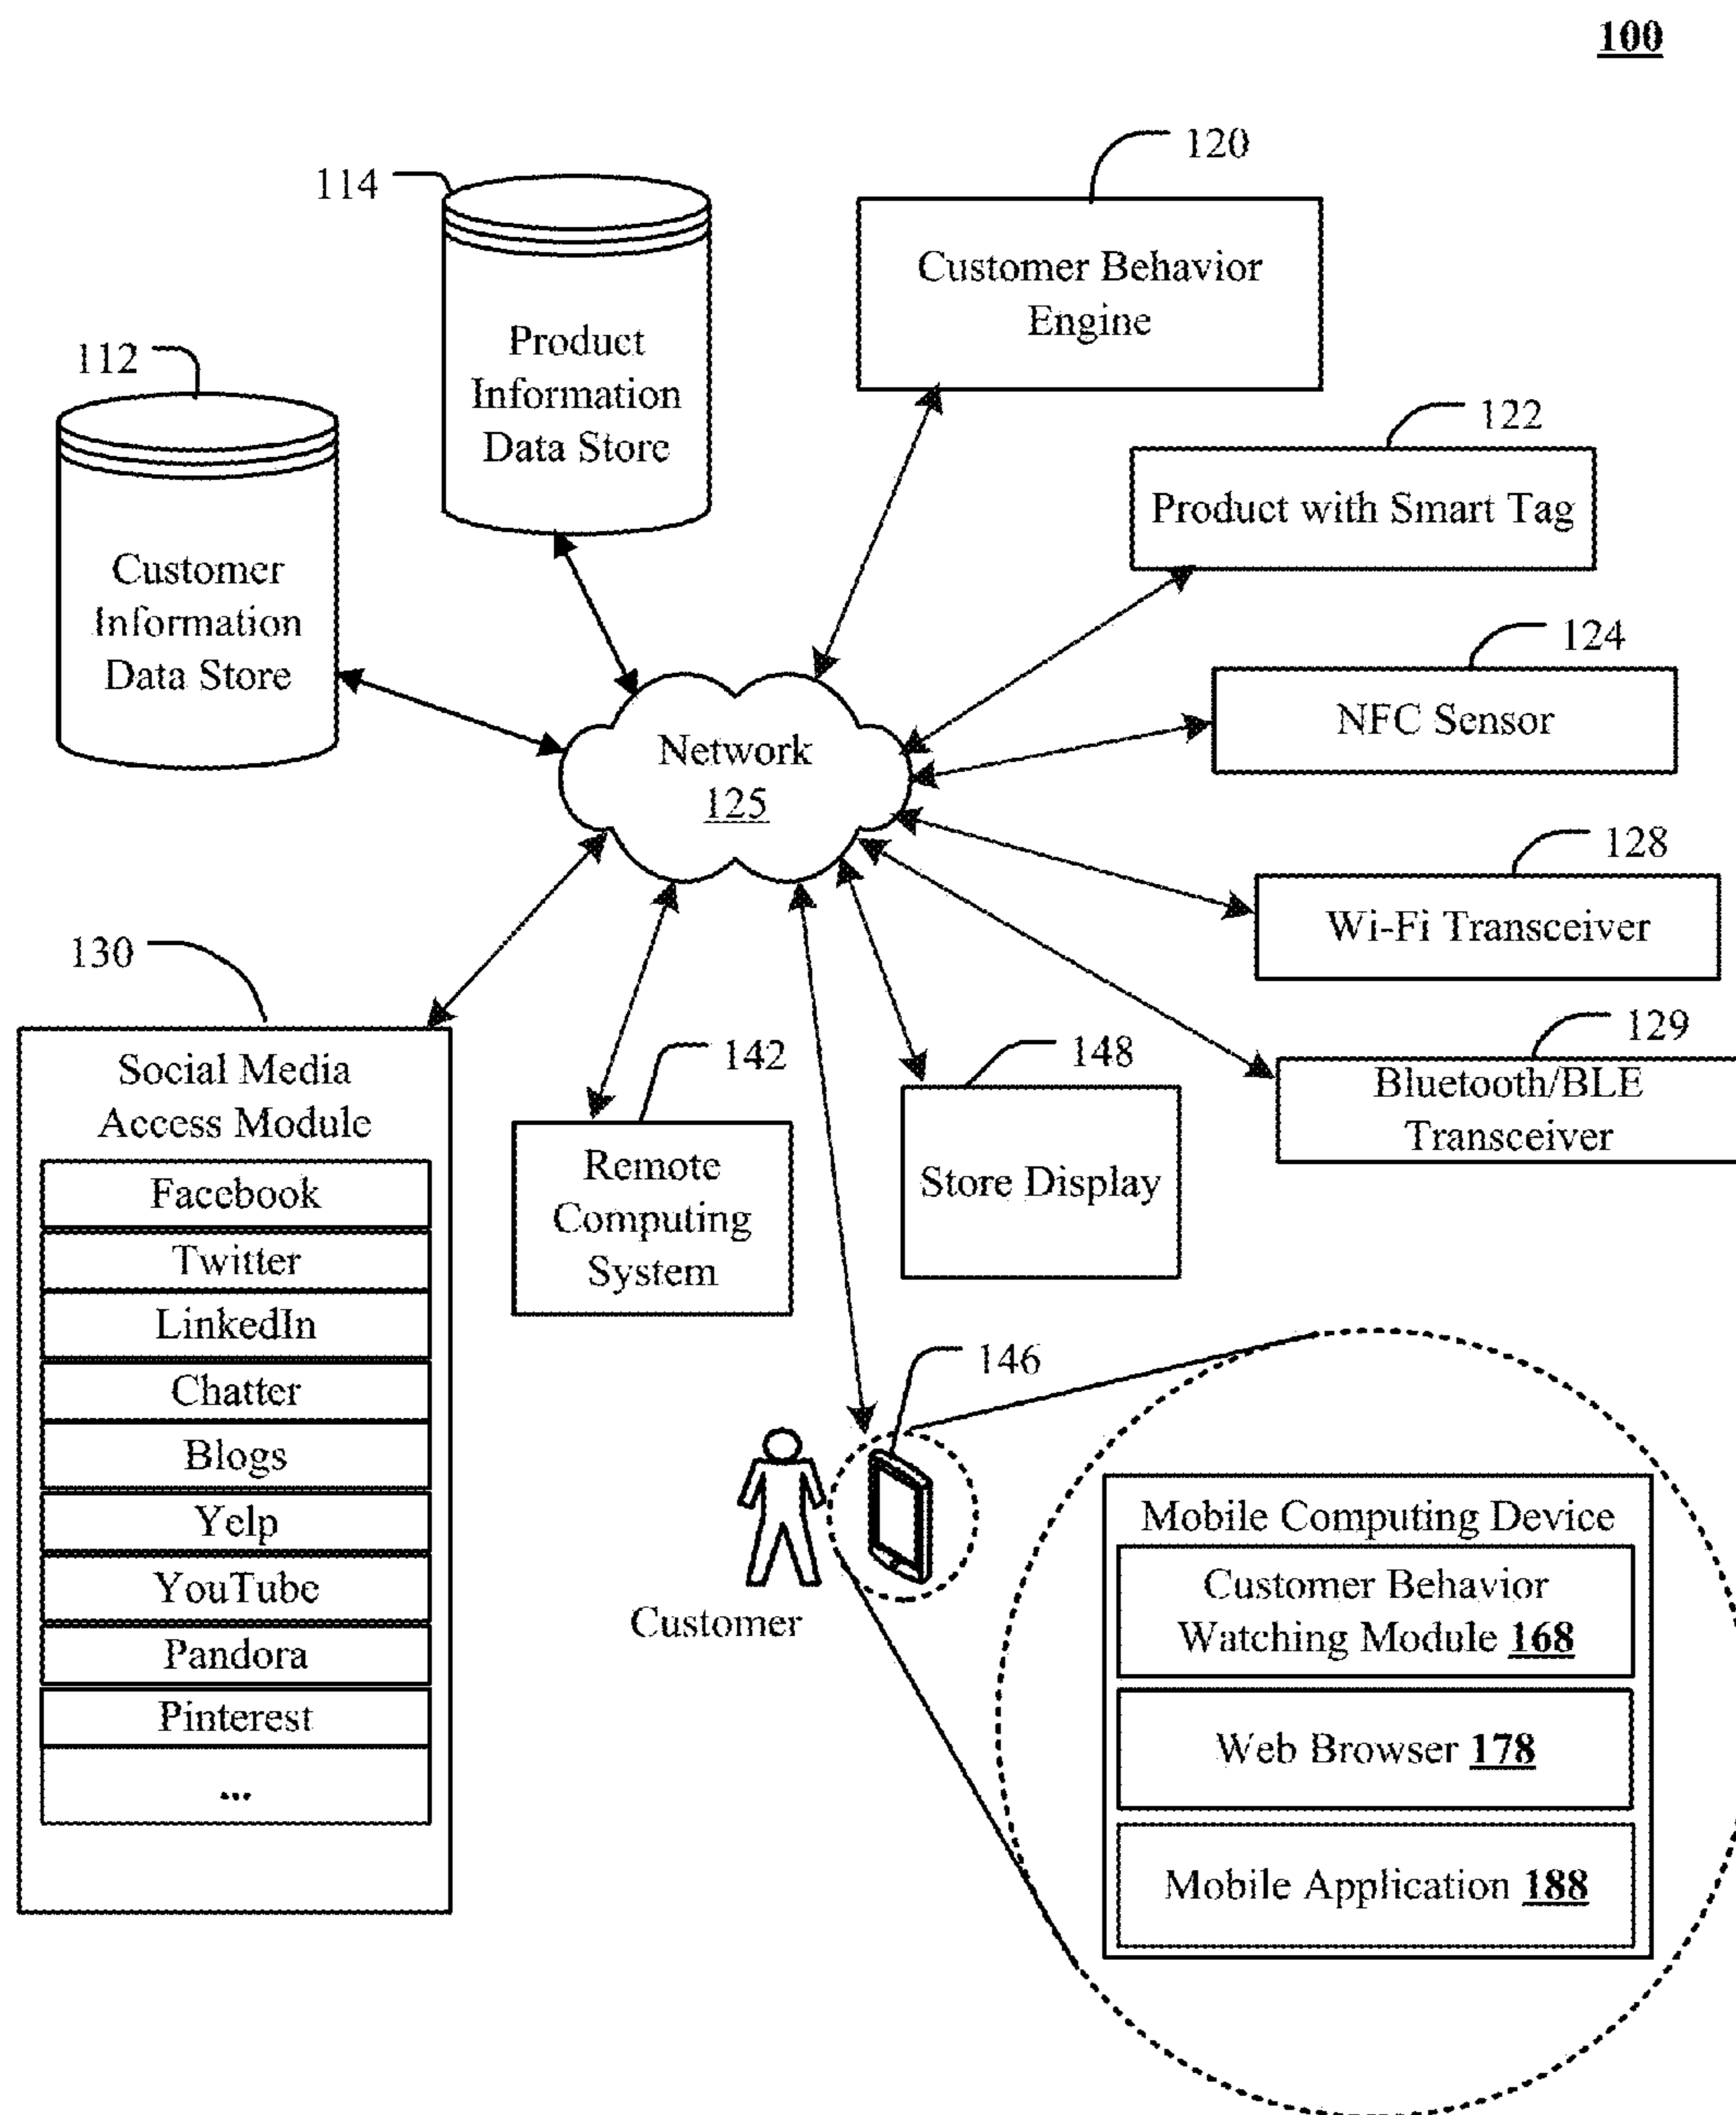 100
120
114
Customer Behavior
Engine
Product
Information
Data Store
112
122
Product with Smart Tag
Customer
Information
Data Store
124
NFC Sensor
Network
125
128
Wi-Fi Transceiver
130
129
Bluetooth/BLE
Transceiver
142
148
Social Media
Access Module
Facebook
Twitter
LinkedIn
Chatter
Blogs
Yelp
YouTube
Pandora
Pinterest
...
Remote
Computing
System
Store Display
146
Customer
Mobile Computing Device
Customer Behavior
Watching Module 168
Web Browser 178
Mobile Application 188